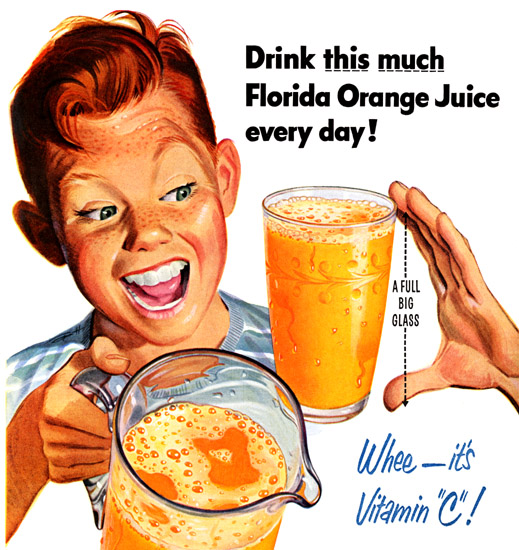 Drink this much
Florida Orange Juice
every day!
A FULL
BIG
GLASS
Whee — it's
Vitamin "C"!